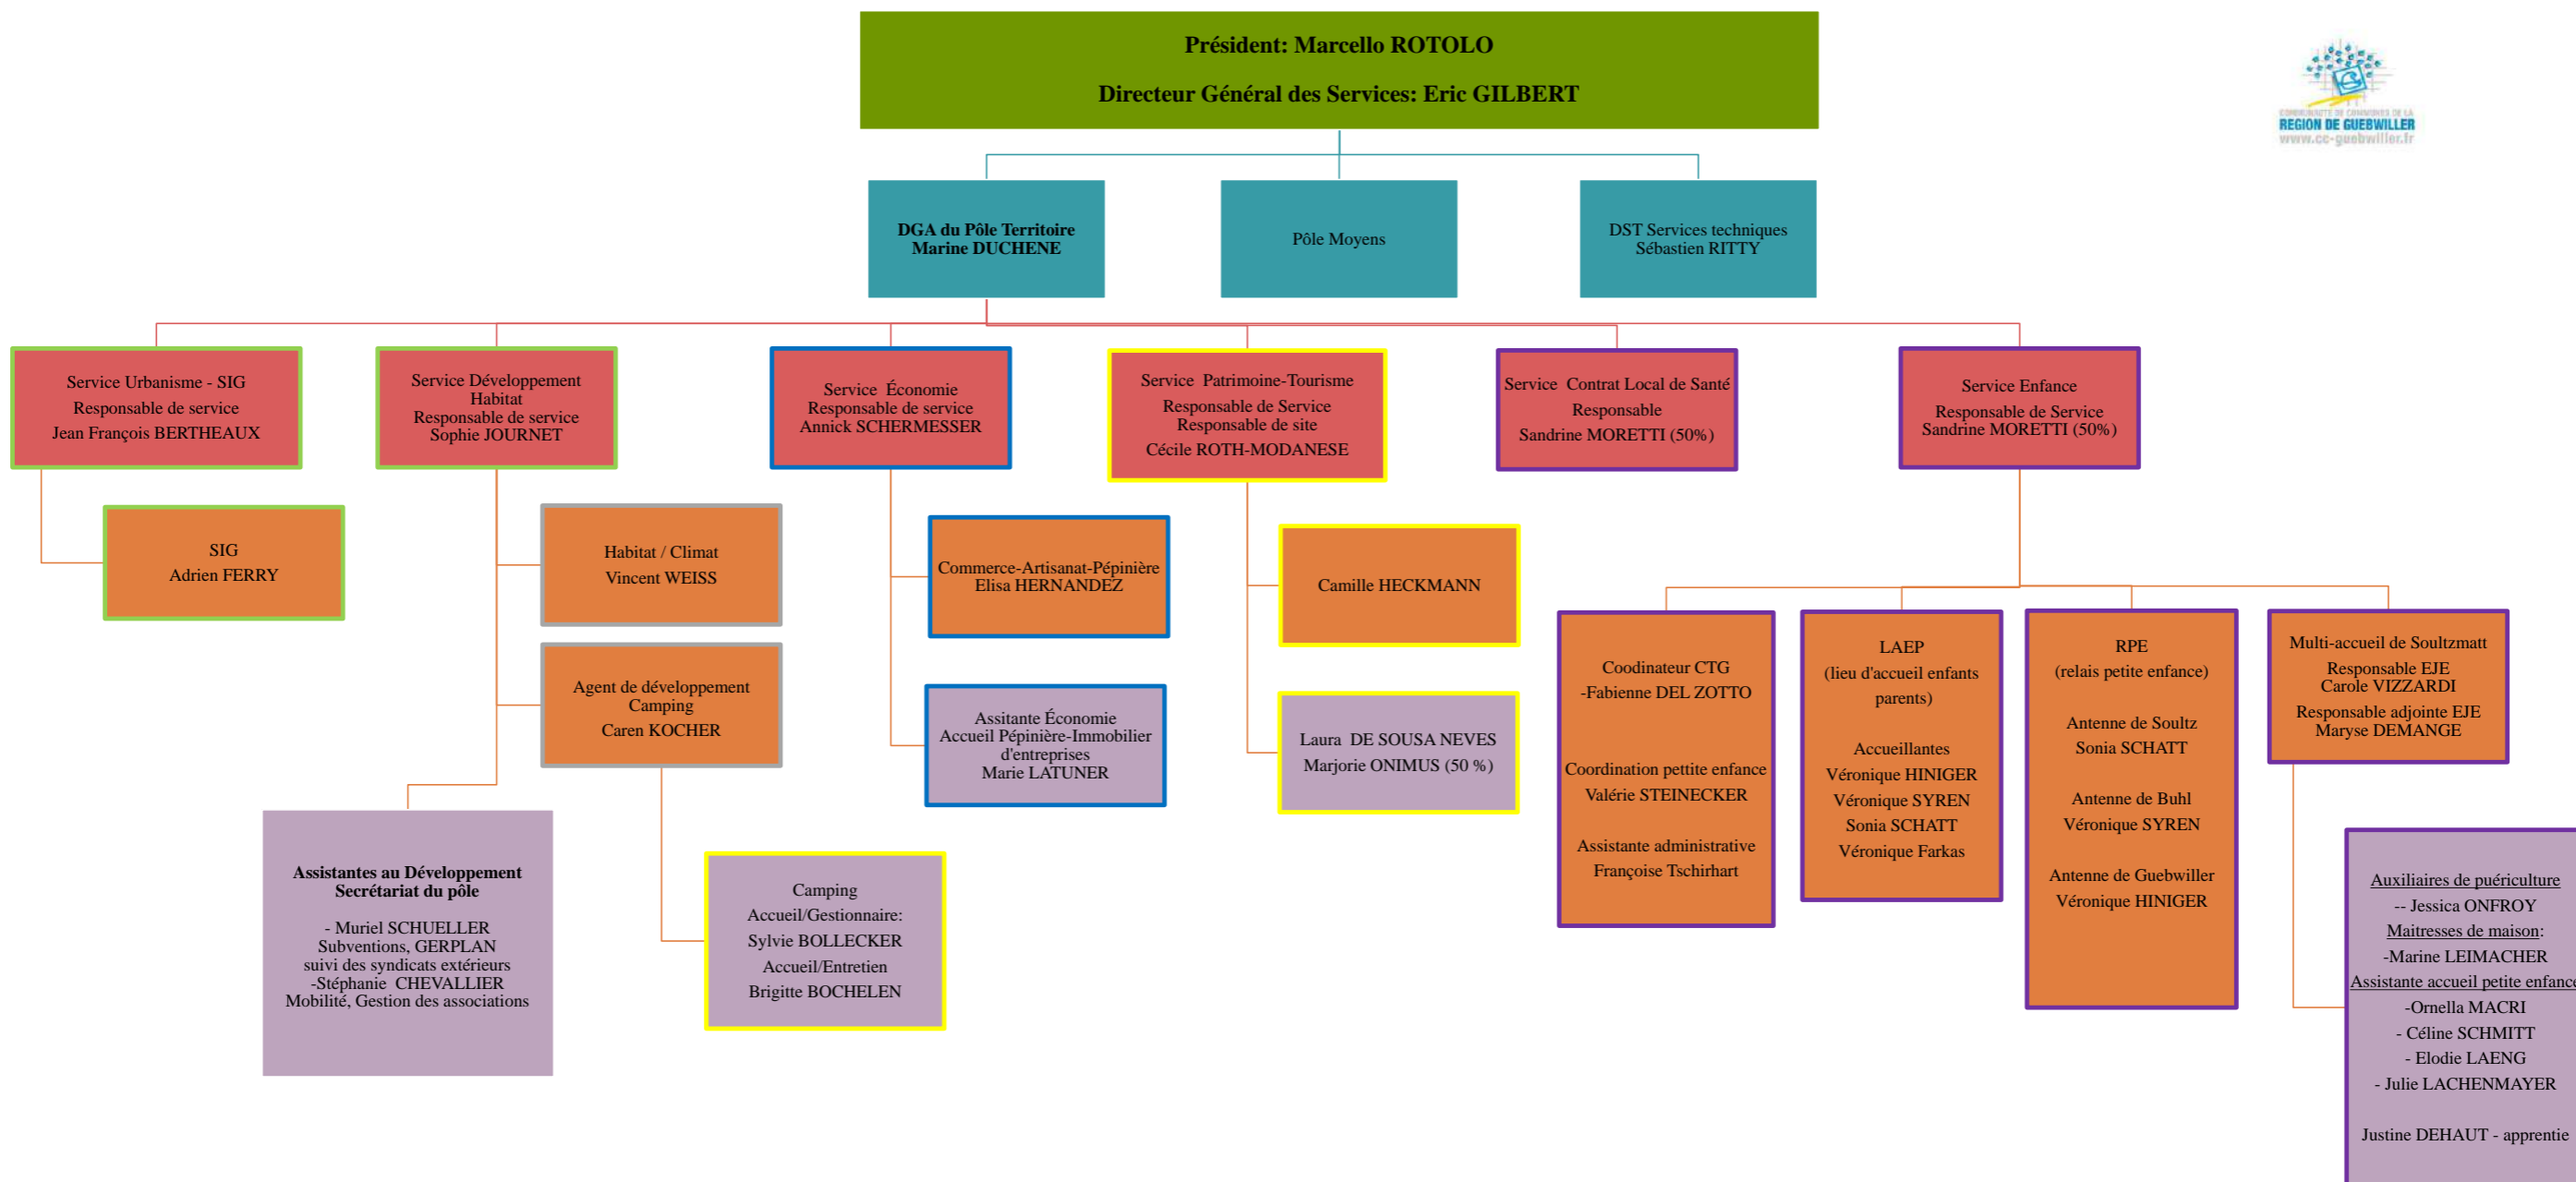 Président: Marcello ROTOLO
Directeur Général des Services: Eric GILBERT
COMMUNAUTE DE COMMUNES DE LA
REGION DE GUEBWILLER
www.cc-guebwiller.fr
DGA du Pôle Territoire
Marine DUCHENE
Pôle Moyens
DST Services techniques
Sébastien RITTY
Service Urbanisme - SIG
Responsable de service
Jean François BERTHEAUX
Service Développement
Habitat
Responsable de service
Sophie JOURNET
Service Économie
Responsable de service
Annick SCHERMESSER
Service Patrimoine-Tourisme
Responsable de Service
Responsable de site
Cécile ROTH-MODANESE
Service Contrat Local de Santé
Responsable
Sandrine MORETTI (50%)
Service Enfance
Responsable de Service
Sandrine MORETTI (50%)
SIG
Adrien FERRY
Habitat / Climat
Vincent WEISS
Agent de développement
Camping
Caren KOCHER
Assistantes au Développement
Secrétariat du pôle
- Muriel SCHUELLER
Subventions, GERPLAN
suivi des syndicats extérieurs
-Stéphanie CHEVALLIER
Mobilité, Gestion des associations
Camping
Accueil/Gestionnaire:
Sylvie BOLLECKER
Accueil/Entretien
Brigitte BOCHELEN
Commerce-Artisanat-Pépinière
Elisa HERNANDEZ
Assitante Économie
Accueil Pépinière-Immobilier
d'entreprises
Marie LATUNER
Camille HECKMANN
Laura DE SOUSA NEVES
Marjorie ONIMUS (50 %)
Coodinateur CTG
-Fabienne DEL ZOTTO
Coordination pettite enfance
Valérie STEINECKER
Assistante administrative
Françoise Tschirhart
LAEP
(lieu d'accueil enfants
parents)
Accueillantes
Véronique HINIGER
Véronique SYREN
Sonia SCHATT
Véronique Farkas
RPE
(relais petite enfance)
Antenne de Soultz
Sonia SCHATT
Antenne de Buhl
Véronique SYREN
Antenne de Guebwiller
Véronique HINIGER
Multi-accueil de Soultzmatt
Responsable EJE
Carole VIZZARDI
Responsable adjointe EJE
Maryse DEMANGE
Auxiliaires de puériculture
-- Jessica ONFROY
Maitresses de maison:
-Marine LEIMACHER
Assistante accueil petite enfance
-Ornella MACRI
- Céline SCHMITT
- Elodie LAENG
- Julie LACHENMAYER
Justine DEHAUT - apprentie